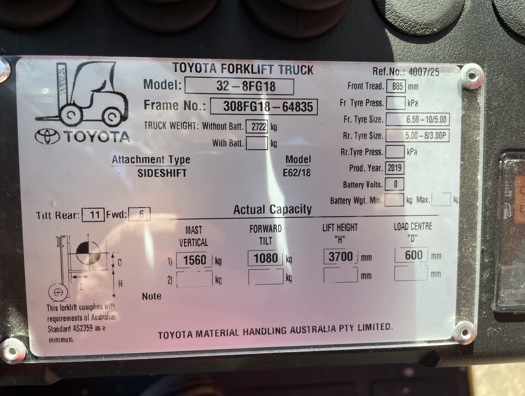 TOYOTA FORKLIFT TRUCK
Ref.No.: 4007/25
Model: 32-8FG18
Front Tread. 885 mm
Frame No.: 308FG18-64835
Fr Tyre Press. kPa
TRUCK WEIGHT: Without Batt. 2722 kg
Fr. Tyre Size. 6.50-10/5.00
TOYOTA
Rr. Tyre Size. 5.00-8/3.00P
With Batt. kg
Rr.Tyre Press. kPa
Attachment Type
Model
Prod. Year. 2019
SIDESHIFT
E62/18
Battery Volts. 0
Battery Wgt. Min. kg Max. kg
Tilt Rear: 11 Fwd: 6
Actual Capacity
MAST VERTICAL
FORWARD TILT
LIFT HEIGHT "H"
LOAD CENTRE "D"
1) 1560 kg 1080 kg 3700 mm 600 mm
2) kg kg mm mm
D
H
Note
This forklift complies with
requirements of Australian
Standard AS2359 as a
minimum.
TOYOTA MATERIAL HANDLING AUSTRALIA PTY LIMITED.